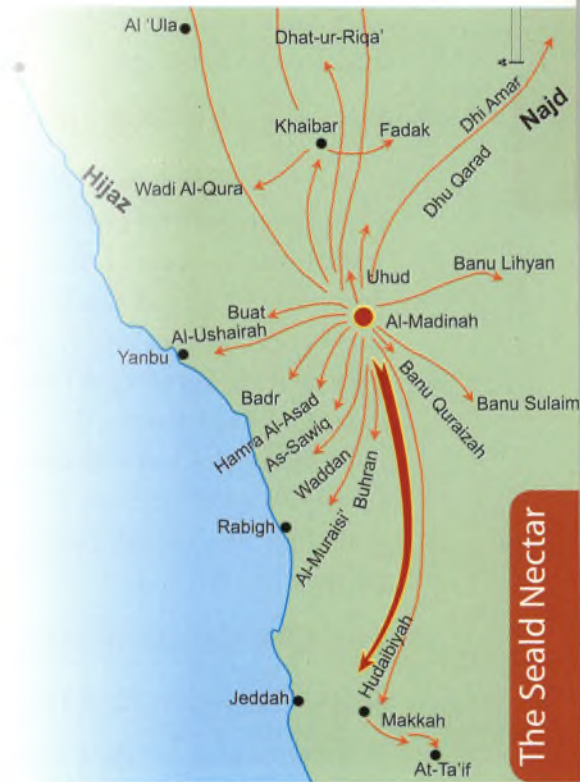 Al 'Ula
Dhat-ur-Riqa'
Khaibar
Fadak
Dhi Amar
Najd
Wadi Al-Qura
Hijaz
Dhu Qarad
Uhud
Banu Lihyan
Buat
Al-Madinah
Al-Ushairah
Yanbu
Banu Quraizah
Badr
Banu Sulaim
Hamra Al-Asad
As-Sawiq
Waddan
Buhran
Al-Muraisi'
Rabigh
Hudaibiyah
Jeddah
Makkah
At-Ta'if
The Seald Nectar